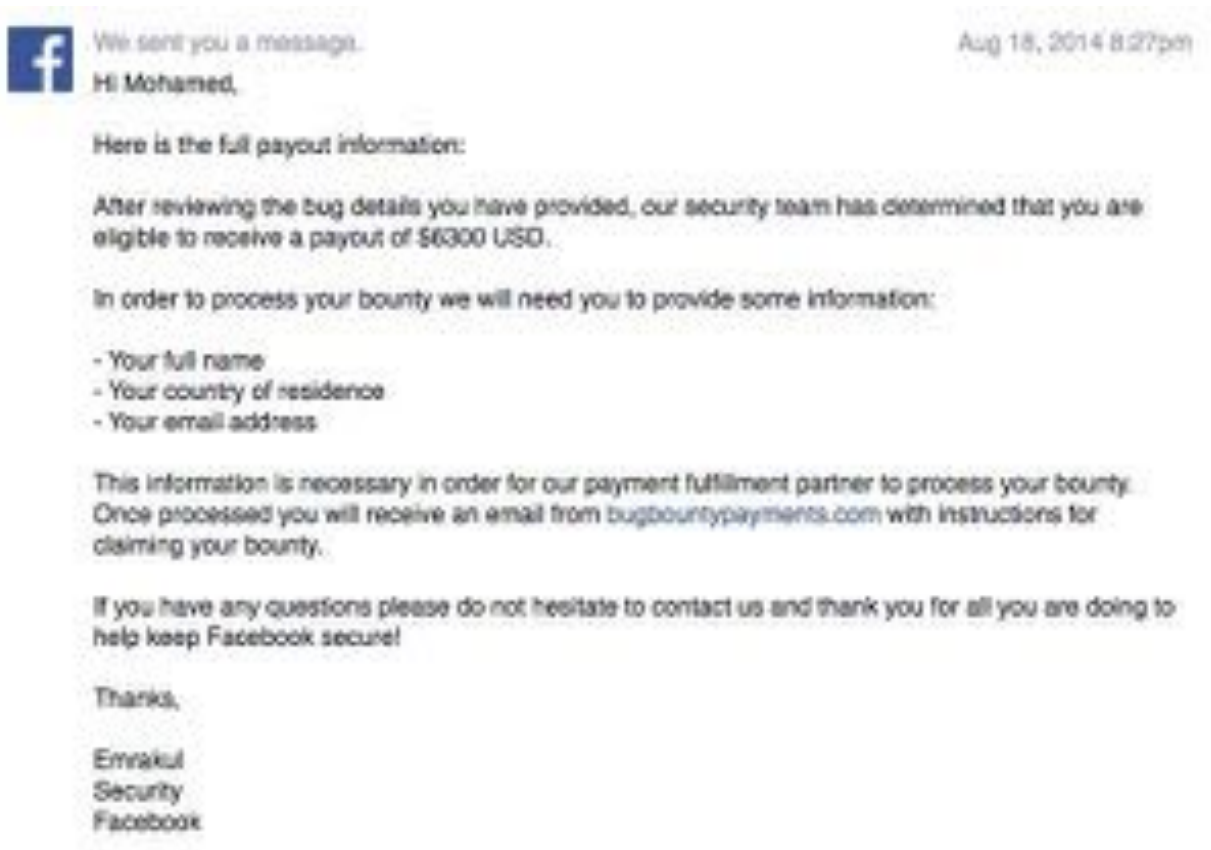 We sent you a message.
Aug 18, 2014 8:27pm
Hi Mohamed,
Here is the full payout information:
After reviewing the bug details you have provided, our security team has determined that you are
eligible to receive a payout of $6300 USD.
In order to process your bounty we will need you to provide some information:
- Your full name
- Your country of residence
- Your email address
This information is necessary in order for our payment fulfillment partner to process your bounty.
Once processed you will receive an email from bugbountypayments.com with instructions for
claiming your bounty.
If you have any questions please do not hesitate to contact us and thank you for all you are doing to
help keep Facebook secure!
Thanks,
Emrakul
Security
Facebook